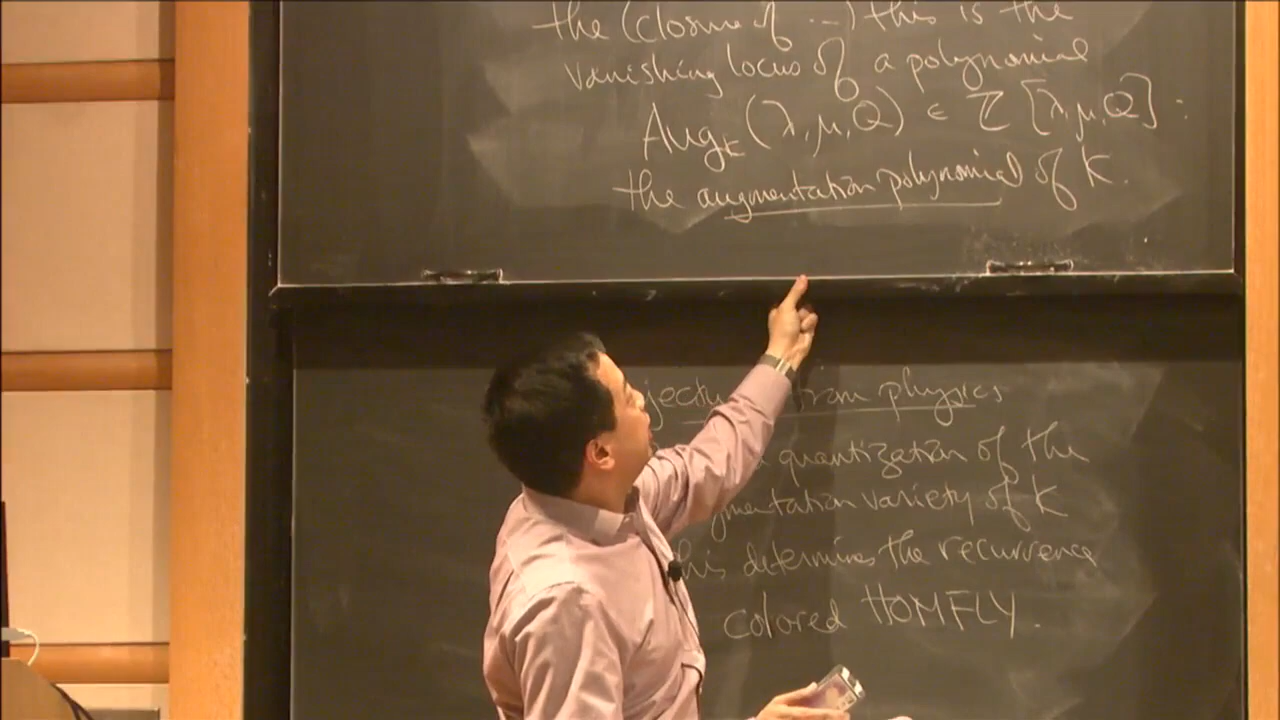 the (closure of ...) this is the
vanishing locus of a polynomial
Aug_K (λ, μ, Q) ∈ ℤ [λ, μ, Q] :
the augmentation polynomial of K.
from physics
quantization of the
variety of K
this determines the recurrence
colored HOMFLY.